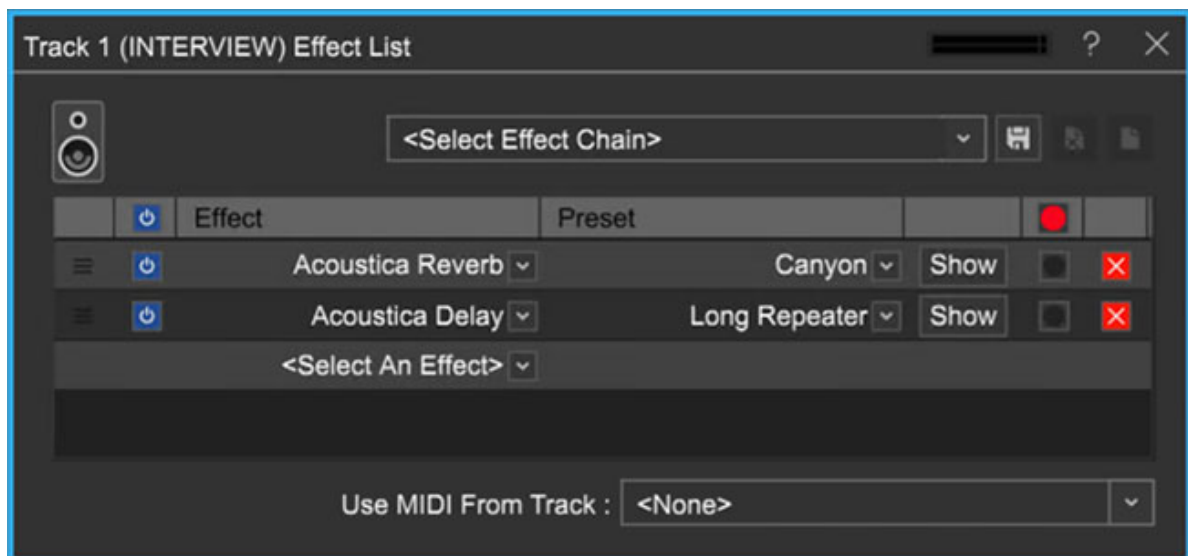 Track 1 (INTERVIEW) Effect List ?
<Select Effect Chain>
Effect Preset
Acoustica Reverb Canyon Show
Acoustica Delay Long Repeater Show
<Select An Effect>
Use MIDI From Track : <None>